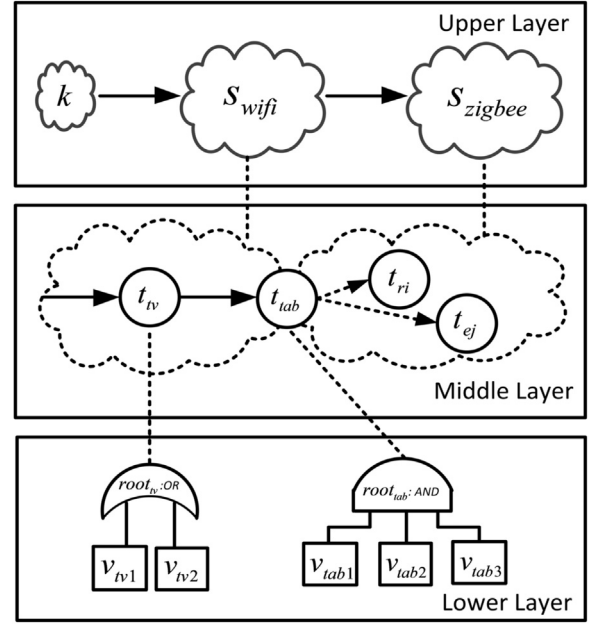 Upper Layer
k
S_wifi
S_zigbee
t_tv
t_tab
t_ri
t_ej
Middle Layer
root_tv:OR
root_tab: AND
v_tv1
v_tv2
v_tab1
v_tab2
v_tab3
Lower Layer